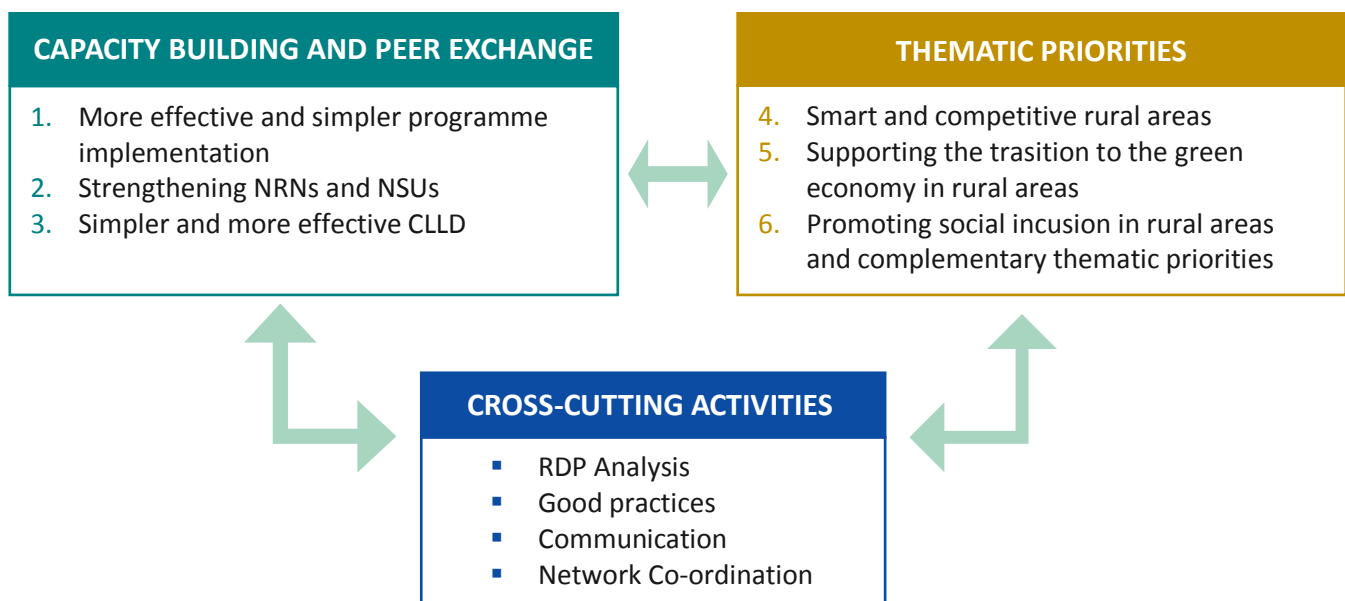 CAPACITY BUILDING AND PEER EXCHANGE
1. More effective and simpler programme
implementation
2. Strengthening NRNs and NSUs
3. Simpler and more effective CLLD
THEMATIC PRIORITIES
4. Smart and competitive rural areas
5. Supporting the trasition to the green
economy in rural areas
6. Promoting social incusion in rural areas
and complementary thematic priorities
CROSS-CUTTING ACTIVITIES
▪ RDP Analysis
▪ Good practices
▪ Communication
▪ Network Co-ordination